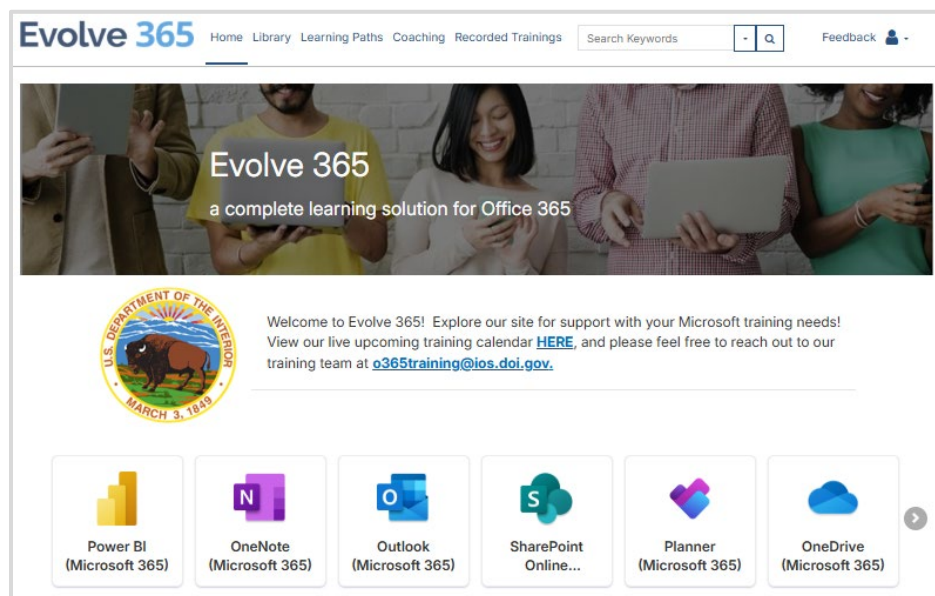 Evolve 365 Home Library Learning Paths Coaching Recorded Trainings Search Keywords Feedback
Evolve 365
a complete learning solution for Office 365
U.S. DEPARTMENT OF THE INTERIOR
MARCH 3, 1849
Welcome to Evolve 365! Explore our site for support with your Microsoft training needs!
View our live upcoming training calendar HERE, and please feel free to reach out to our
training team at o365training@ios.doi.gov.
Power BI
(Microsoft 365)
N
OneNote
(Microsoft 365)
O
Outlook
(Microsoft 365)
S
SharePoint
Online...
Planner
(Microsoft 365)
OneDrive
(Microsoft 365)